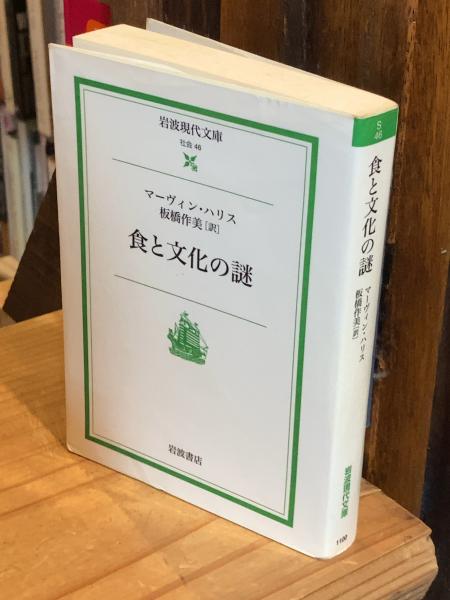 岩波現代文庫
社会 46
マーヴィン・ハリス
板橋作美[訳]
食と文化の謎
岩波書店
S
46
食と文化の謎
マーヴィン・ハリス
板橋作美[訳]
岩波現代文庫
1100